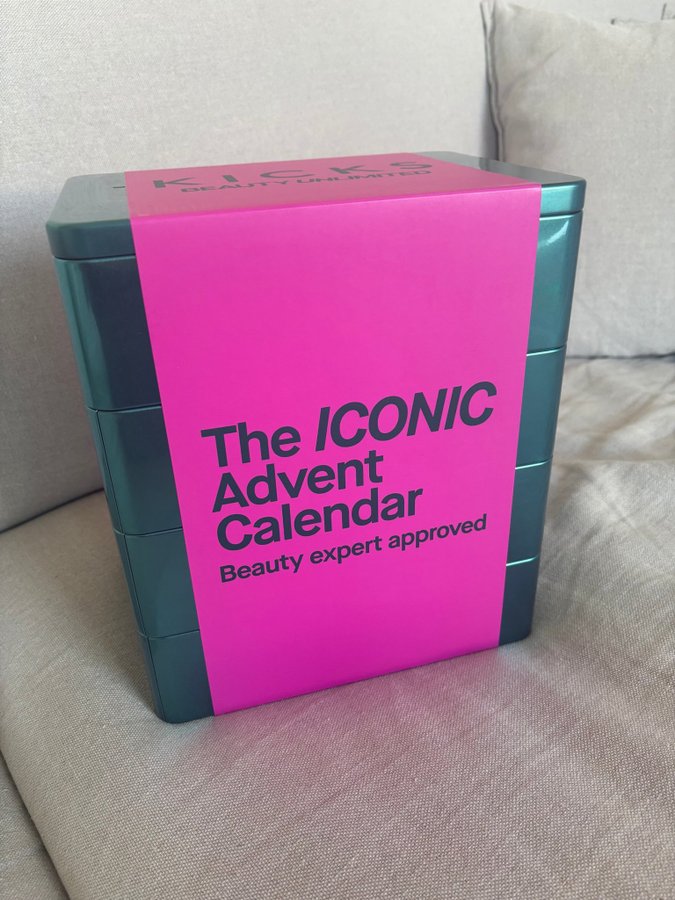 KICKS
BEAUTY UNLIMITED
The ICONIC
Advent
Calendar
Beauty expert approved